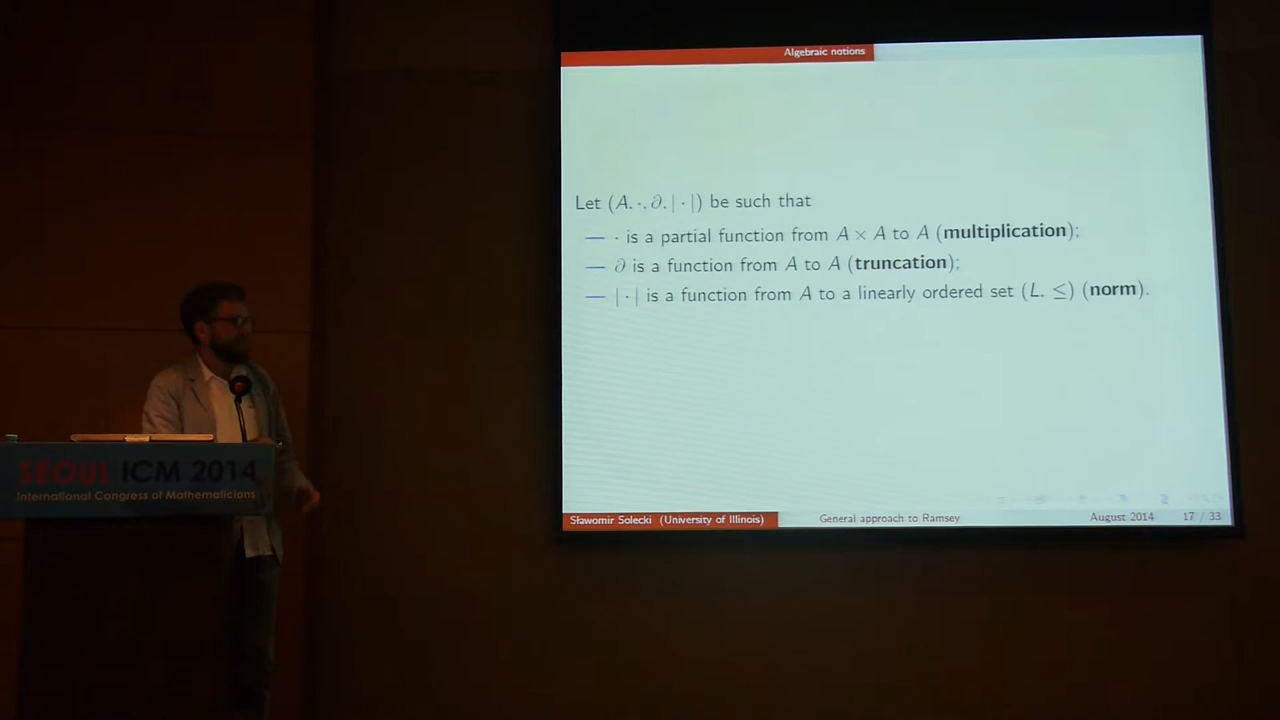 Algebraic notions
Let (A, ·, ∂, | · |) be such that
— · is a partial function from A × A to A (multiplication);
— ∂ is a function from A to A (truncation);
— | · | is a function from A to a linearly ordered set (L, ≤) (norm).
Sławomir Solecki (University of Illinois) General approach to Ramsey August 2014 17 / 33
SEOUL ICM 2014
International Congress of Mathematicians